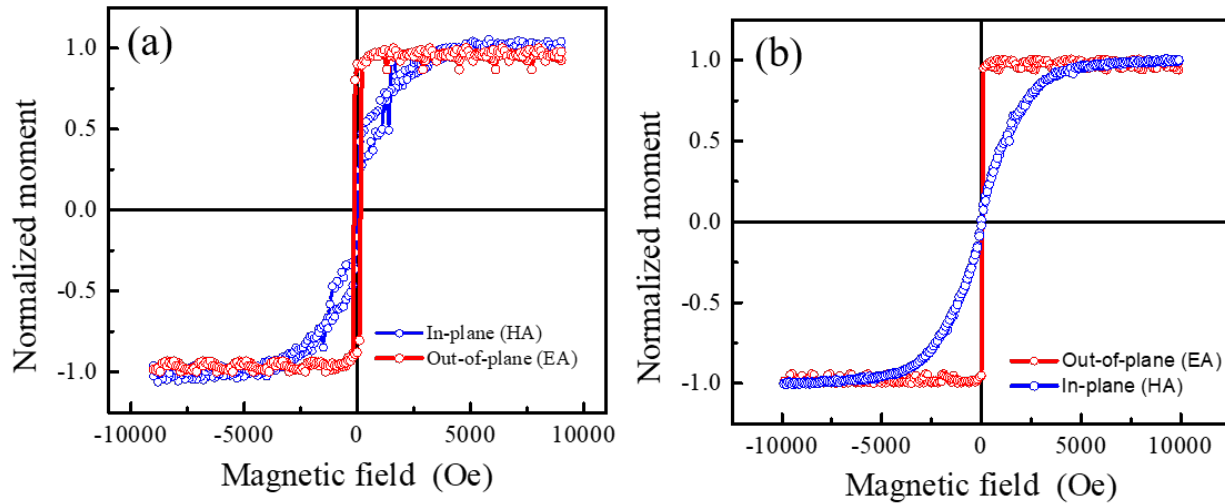 (a)
1.0
0.5
0.0
-0.5
-1.0
Normalized moment
In-plane (HA)
Out-of-plane (EA)
-10000 -5000 0 5000 10000
Magnetic field (Oe)
(b)
1.0
0.5
0.0
-0.5
-1.0
Normalized moment
Out-of-plane (EA)
In-plane (HA)
-10000 -5000 0 5000 10000
Magnetic field (Oe)